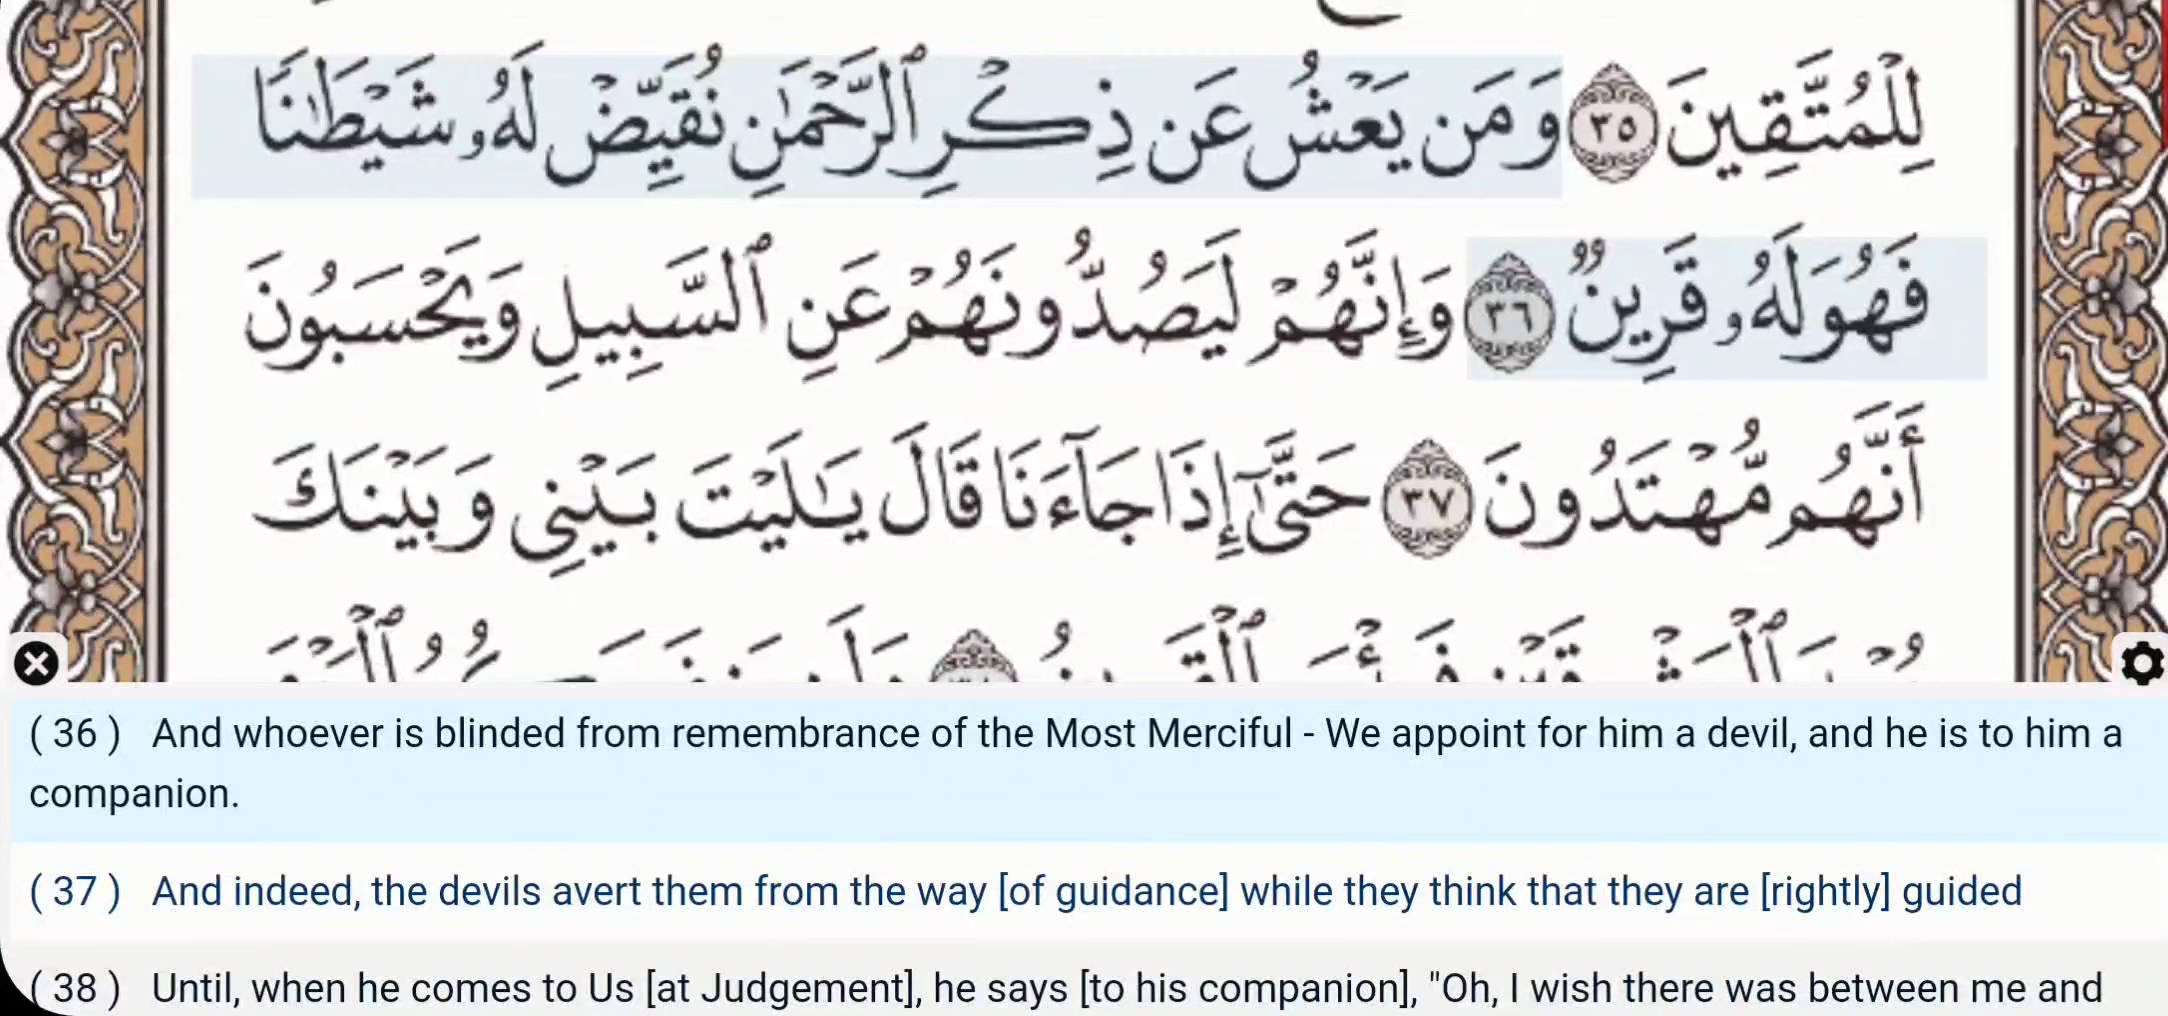 لِلْمُتَّقِينَ ٣٥ وَمَن يَعْشُ عَن ذِكْرِ ٱلرَّحْمَٰنِ نُقَيِّضْ لَهُۥ شَيْطَٰنًا
فَهُوَ لَهُۥ قَرِينٌ ٣٦ وَإِنَّهُمْ لَيَصُدُّونَهُمْ عَنِ ٱلسَّبِيلِ وَيَحْسَبُونَ
أَنَّهُم مُّهْتَدُونَ ٣٧ حَتَّىٰٓ إِذَا جَآءَنَا قَالَ يَٰلَيْتَ بَيْنِى وَبَيْنَكَ
( 36 ) And whoever is blinded from remembrance of the Most Merciful - We appoint for him a devil, and he is to him a
companion.
( 37 ) And indeed, the devils avert them from the way [of guidance] while they think that they are [rightly] guided
( 38 ) Until, when he comes to Us [at Judgement], he says [to his companion], "Oh, I wish there was between me and